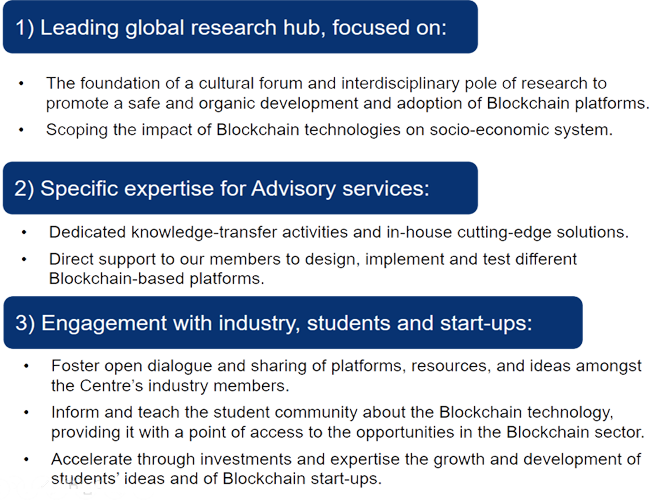 1) Leading global research hub, focused on:
• The foundation of a cultural forum and interdisciplinary pole of research to
promote a safe and organic development and adoption of Blockchain platforms.
• Scoping the impact of Blockchain technologies on socio-economic system.
2) Specific expertise for Advisory services:
• Dedicated knowledge-transfer activities and in-house cutting-edge solutions.
• Direct support to our members to design, implement and test different
Blockchain-based platforms.
3) Engagement with industry, students and start-ups:
• Foster open dialogue and sharing of platforms, resources, and ideas amongst
the Centre’s industry members.
• Inform and teach the student community about the Blockchain technology,
providing it with a point of access to the opportunities in the Blockchain sector.
• Accelerate through investments and expertise the growth and development of
students’ ideas and of Blockchain start-ups.